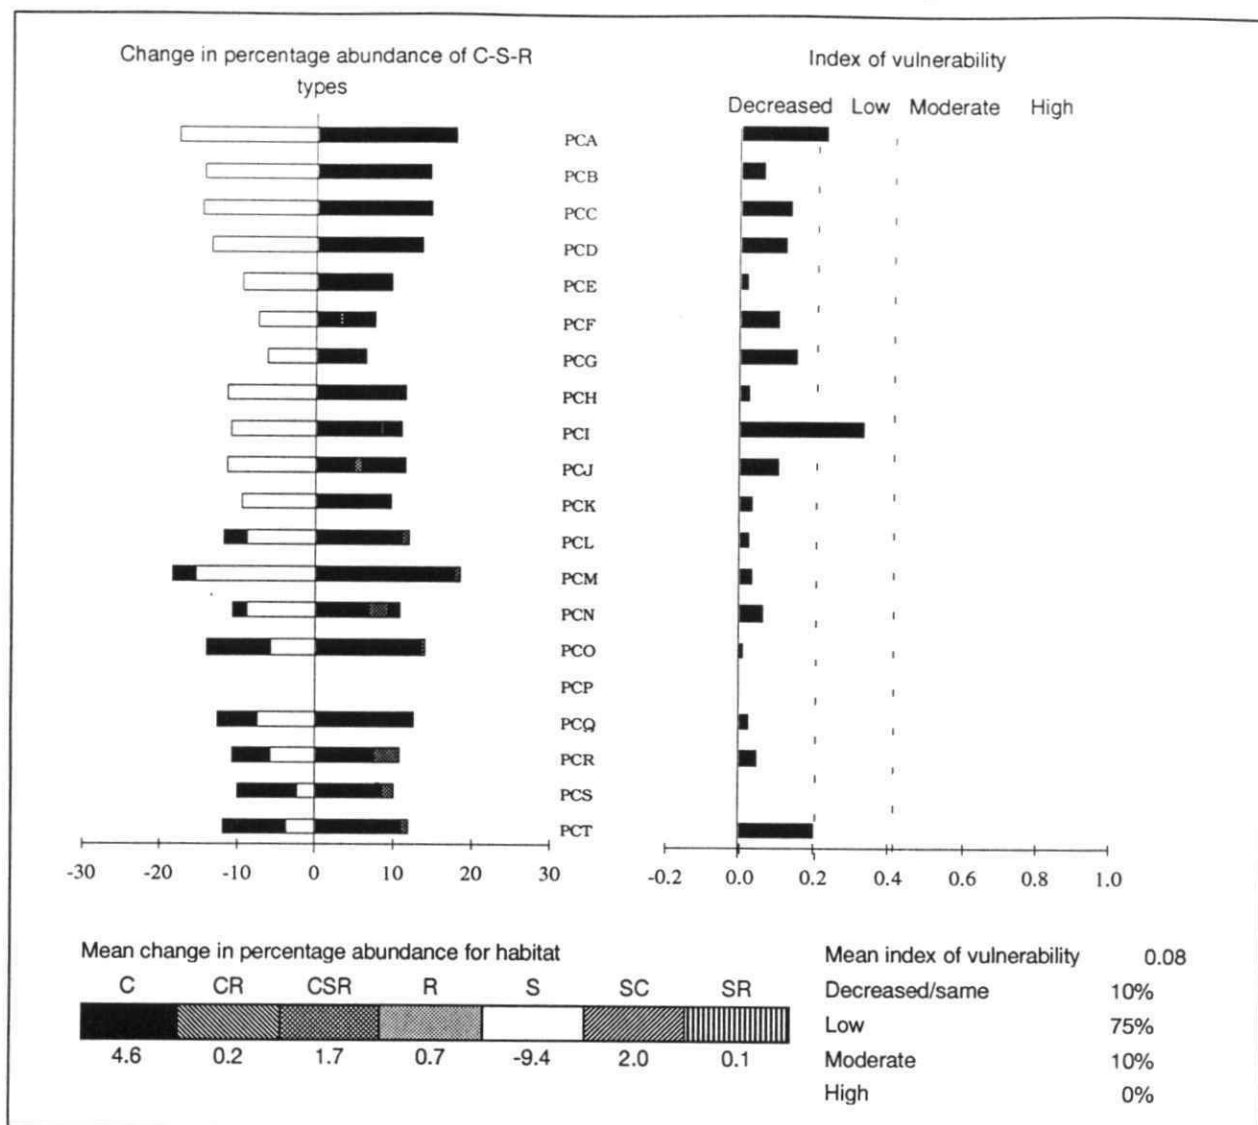 Change in percentage abundance of C-S-R
types
Index of vulnerability
Decreased Low Moderate High
PCA
PCB
PCC
PCD
PCE
PCF
PCG
PCH
PCI
PCJ
PCK
PCL
PCM
PCN
PCO
PCP
PCQ
PCR
PCS
PCT
-30 -20 -10 0 10 20 30
-0.2 0.0 0.2 0.4 0.6 0.8 1.0
Mean change in percentage abundance for habitat
C CR CSR R S SC SR
4.6 0.2 1.7 0.7 -9.4 2.0 0.1
Mean index of vulnerability 0.08
Decreased/same 10%
Low 75%
Moderate 10%
High 0%